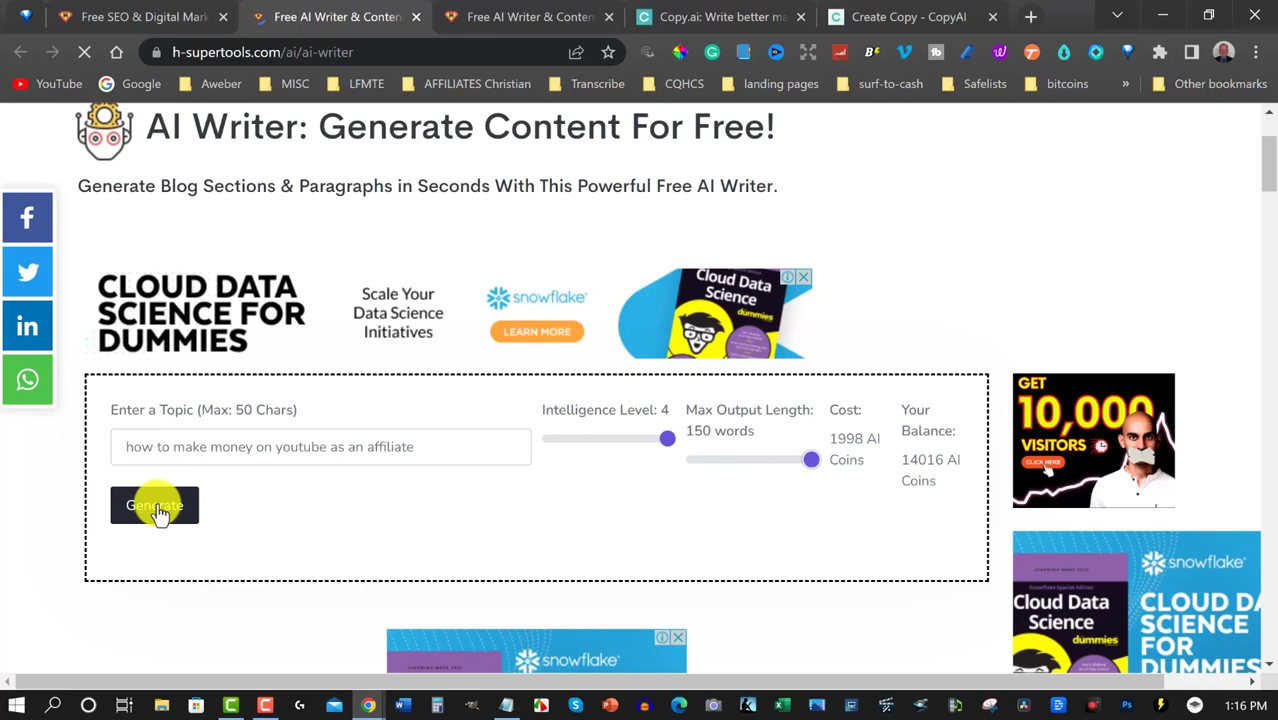 Free SEO & Digital Mark
Free AI Writer & Conten
Free AI Writer & Conten
Copy.ai: Write better ma
Create Copy - CopyAI
h-supertools.com/ai/ai-writer
YouTube
Google
Aweber
MISC
LFMTE
AFFILIATES Christian
Transcribe
CQHCS
landing pages
surf-to-cash
Safelists
bitcoins
Other bookmarks
AI Writer: Generate Content For Free!
Generate Blog Sections & Paragraphs in Seconds With This Powerful Free AI Writer.
CLOUD DATA
SCIENCE FOR
DUMMIES
Scale Your
Data Science
Initiatives
snowflake
LEARN MORE
Cloud Data
Science
dummies
Enter a Topic (Max: 50 Chars)
how to make money on youtube as an affiliate
Generate
Intelligence Level: 4
Max Output Length:
150 words
Cost:
1998 AI
Coins
Your
Balance:
14016 AI
Coins
GET
10,000
VISITORS
CLICK HERE
snowflake
Cloud Data
Science
dummies
snowflake
CLOUD DA
SCIENCE
FOR
DUMMIES
1:16 PM